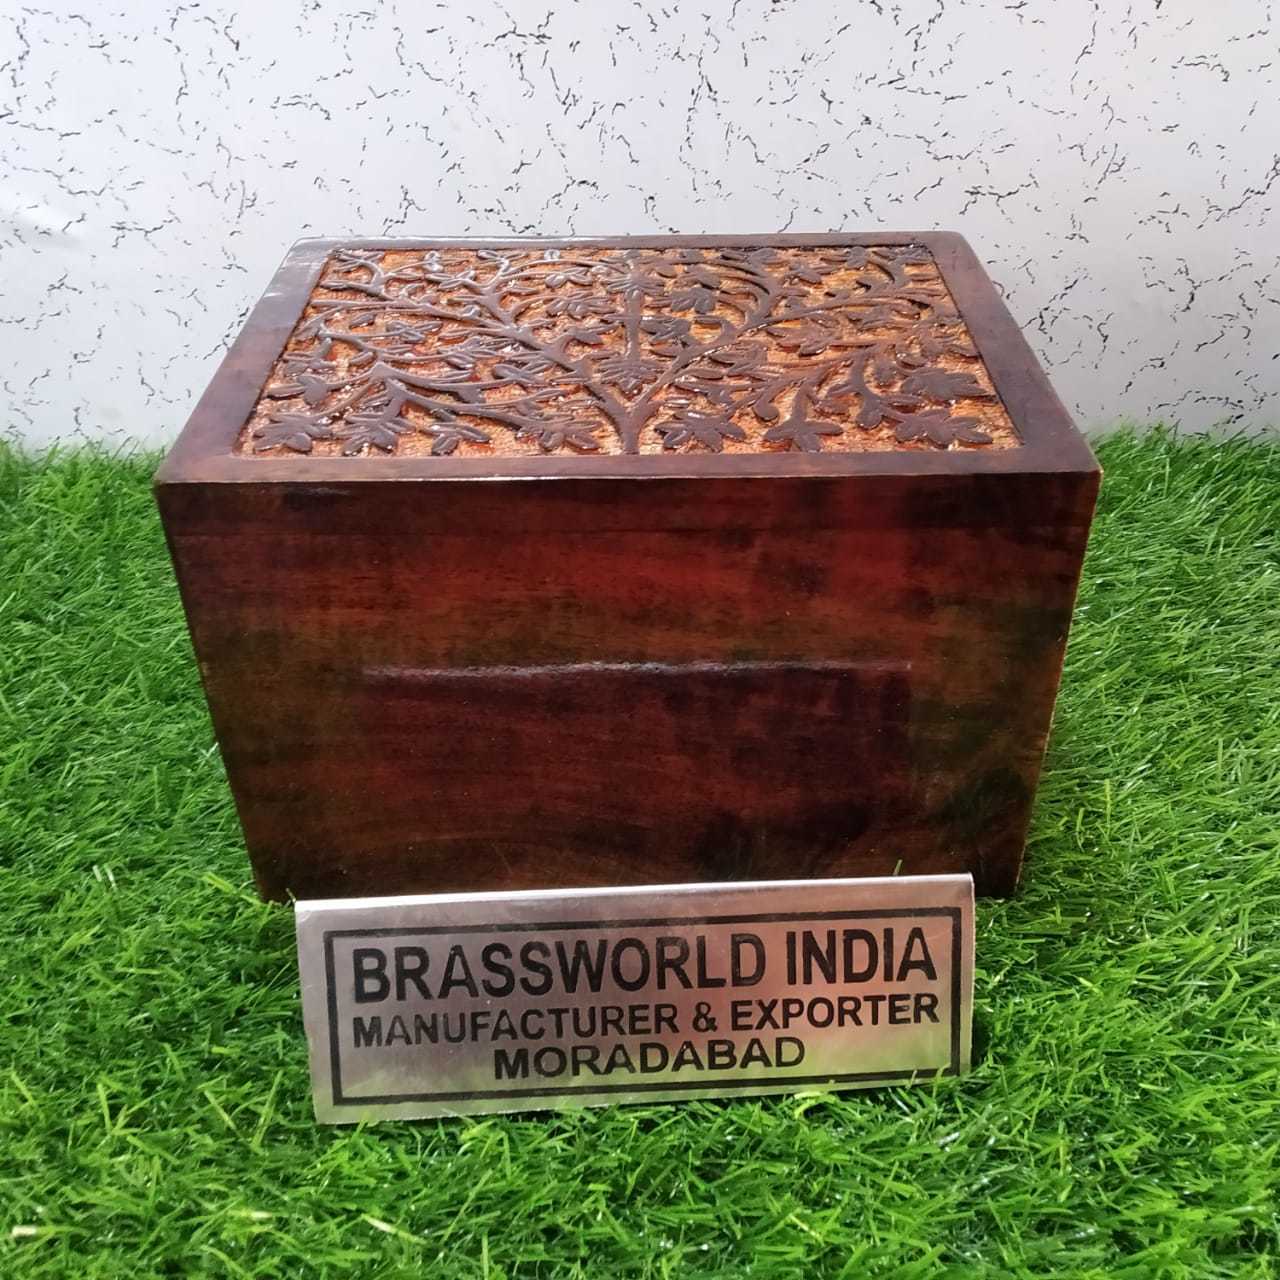 BRASSWORLD INDIA
MANUFACTURER & EXPORTER
MORADABAD